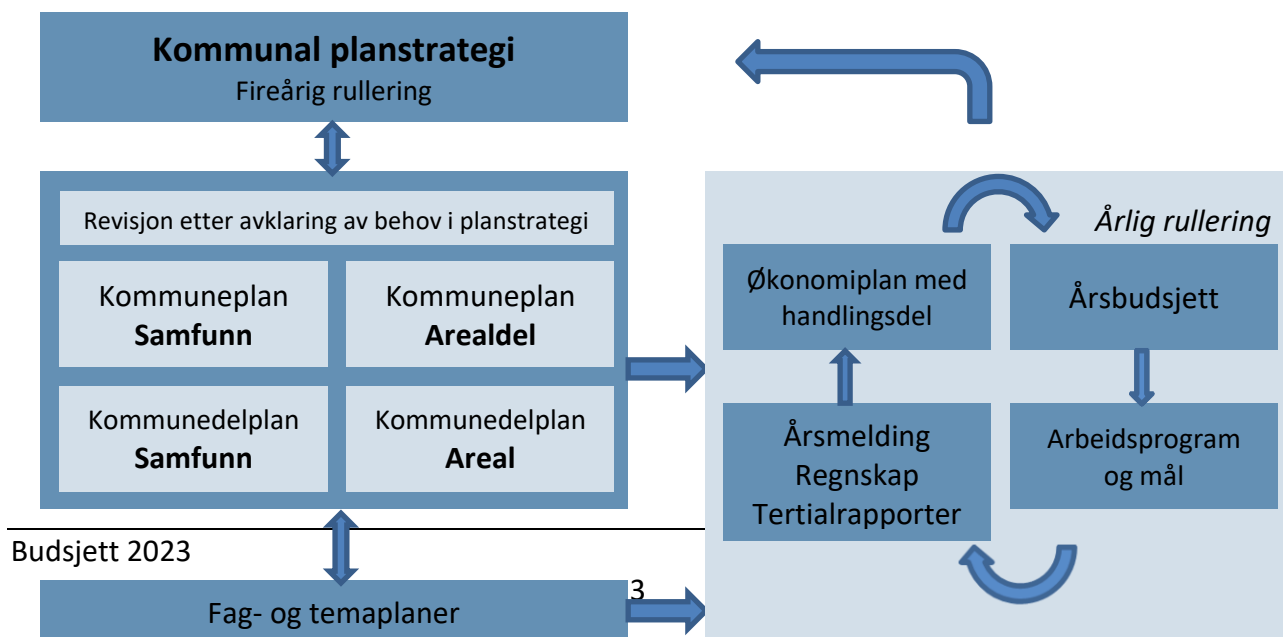 Kommunal planstrategi
Fireårig rullering
Revisjon etter avklaring av behov i planstrategi
Kommuneplan
Samfunn
Kommuneplan
Arealdel
Kommunedelplan
Samfunn
Kommunedelplan
Areal
Årlig rullering
Økonomiplan med
handlingsdel
Årsbudsjett
Årsmelding
Regnskap
Tertialrapporter
Arbeidsprogram
og mål
Budsjett 2023
3
Fag- og temaplaner